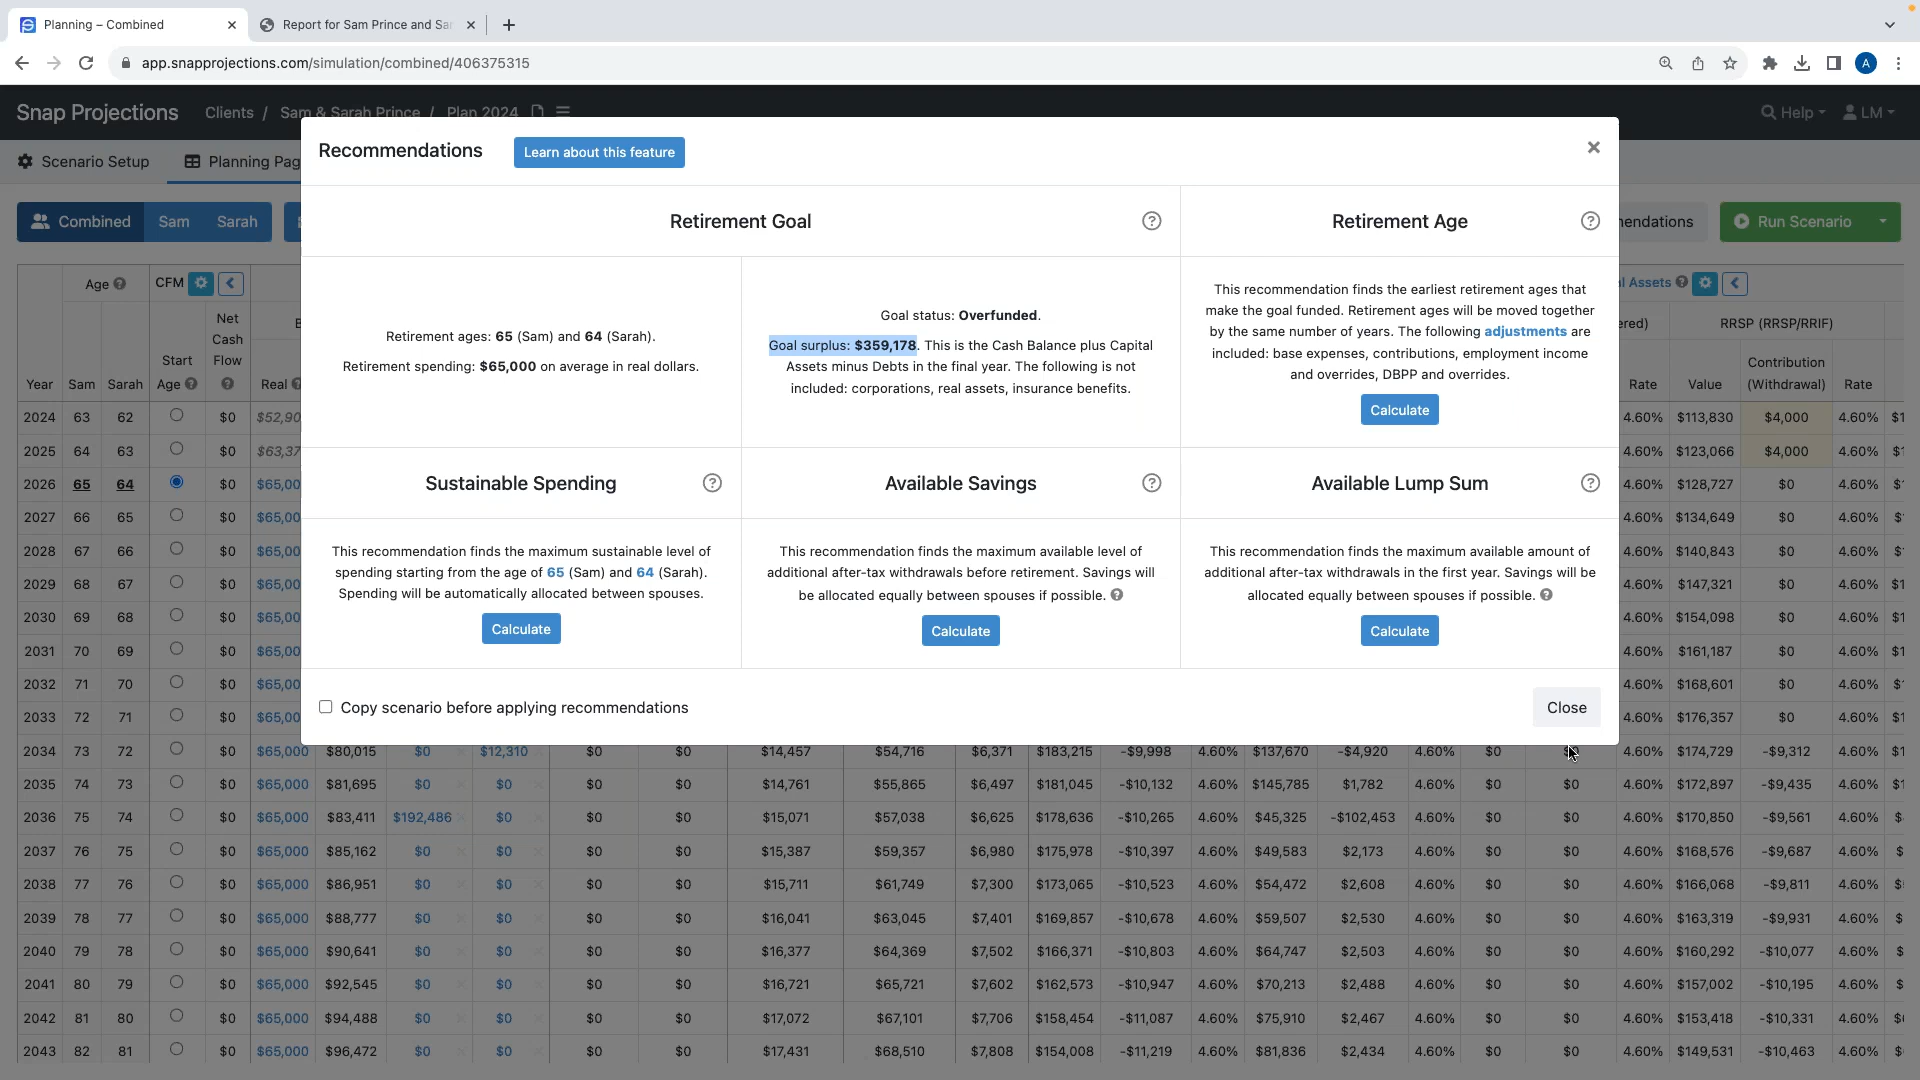 Planning – Combined
Report for Sam Prince and Sar
app.snapprojections.com/simulation/combined/406375315
A
Snap Projections Clients / Sam & Sarah Prince / Plan 2024 Help LM
Scenario Setup Planning Pag
Combined Sam Sarah
mendations Run Scenario
Recommendations Learn about this feature
Retirement Goal
Retirement ages: 65 (Sam) and 64 (Sarah).
Retirement spending: $65,000 on average in real dollars.
Goal status: Overfunded.
Goal surplus: $359,178. This is the Cash Balance plus Capital
Assets minus Debts in the final year. The following is not
included: corporations, real assets, insurance benefits.
Retirement Age
This recommendation finds the earliest retirement ages that
make the goal funded. Retirement ages will be moved together
by the same number of years. The following adjustments are
included: base expenses, contributions, employment income
and overrides, DBPP and overrides.
Calculate
Sustainable Spending
This recommendation finds the maximum sustainable level of
spending starting from the age of 65 (Sam) and 64 (Sarah).
Spending will be automatically allocated between spouses.
Calculate
Available Savings
This recommendation finds the maximum available level of
additional after-tax withdrawals before retirement. Savings will
be allocated equally between spouses if possible.
Calculate
Available Lump Sum
This recommendation finds the maximum available amount of
additional after-tax withdrawals in the first year. Savings will be
allocated equally between spouses if possible.
Calculate
Copy scenario before applying recommendations
Close
Age CFM l Assets
Net
Cash
Flow
Start
Age
ered) RRSP (RRSP/RRIF)
Contribution
(Withdrawal)
Year Sam Sarah Real Rate Value Rate
2024 63 62 $0 $52,90 4.60% $113,830 $4,000 4.60% $1
2025 64 63 $0 $63,37 4.60% $123,066 $4,000 4.60% $1
2026 65 64 $0 $65,00 4.60% $128,727 $0 4.60% $1
2027 66 65 $0 $65,00 4.60% $134,649 $0 4.60% $
2028 67 66 $0 $65,00 4.60% $140,843 $0 4.60% $
2029 68 67 $0 $65,00 4.60% $147,321 $0 4.60% $
2030 69 68 $0 $65,00 4.60% $154,098 $0 4.60% $
2031 70 69 $0 $65,00 4.60% $161,187 $0 4.60% $1
2032 71 70 $0 $65,00 4.60% $168,601 $0 4.60% $
2033 72 71 $0 $65,00 4.60% $176,357 $0 4.60% $1
2034 73 72 $0 $65,000 $80,015 $0 $12,310 $0 $0 $14,457 $54,716 $6,371 $183,215 -$9,998 4.60% $137,670 -$4,920 4.60% $0 $0 4.60% $174,729 -$9,312 4.60% $1
2035 74 73 $0 $65,000 $81,695 $0 $0 $0 $0 $14,761 $55,865 $6,497 $181,045 -$10,132 4.60% $145,785 $1,782 4.60% $0 $0 4.60% $172,897 -$9,435 4.60% $1
2036 75 74 $0 $65,000 $83,411 $192,486 $0 $0 $0 $15,071 $57,038 $6,625 $178,636 -$10,265 4.60% $45,325 -$102,453 4.60% $0 $0 4.60% $170,850 -$9,561 4.60% $
2037 76 75 $0 $65,000 $85,162 $0 $0 $0 $0 $15,387 $59,357 $6,980 $175,978 -$10,397 4.60% $49,583 $2,173 4.60% $0 $0 4.60% $168,576 -$9,687 4.60% $
2038 77 76 $0 $65,000 $86,951 $0 $0 $0 $0 $15,711 $61,749 $7,300 $173,065 -$10,523 4.60% $54,472 $2,608 4.60% $0 $0 4.60% $166,068 -$9,811 4.60% $
2039 78 77 $0 $65,000 $88,777 $0 $0 $0 $0 $16,041 $63,045 $7,401 $169,857 -$10,678 4.60% $59,507 $2,530 4.60% $0 $0 4.60% $163,319 -$9,931 4.60% $
2040 79 78 $0 $65,000 $90,641 $0 $0 $0 $0 $16,377 $64,369 $7,502 $166,371 -$10,803 4.60% $64,747 $2,503 4.60% $0 $0 4.60% $160,292 -$10,077 4.60% $
2041 80 79 $0 $65,000 $92,545 $0 $0 $0 $0 $16,721 $65,721 $7,602 $162,573 -$10,947 4.60% $70,213 $2,488 4.60% $0 $0 4.60% $157,002 -$10,195 4.60% $
2042 81 80 $0 $65,000 $94,488 $0 $0 $0 $0 $17,072 $67,101 $7,706 $158,454 -$11,087 4.60% $75,910 $2,467 4.60% $0 $0 4.60% $153,418 -$10,331 4.60% $
2043 82 81 $0 $65,000 $96,472 $0 $0 $0 $0 $17,431 $68,510 $7,808 $154,008 -$11,219 4.60% $81,836 $2,434 4.60% $0 $0 4.60% $149,531 -$10,463 4.60% $